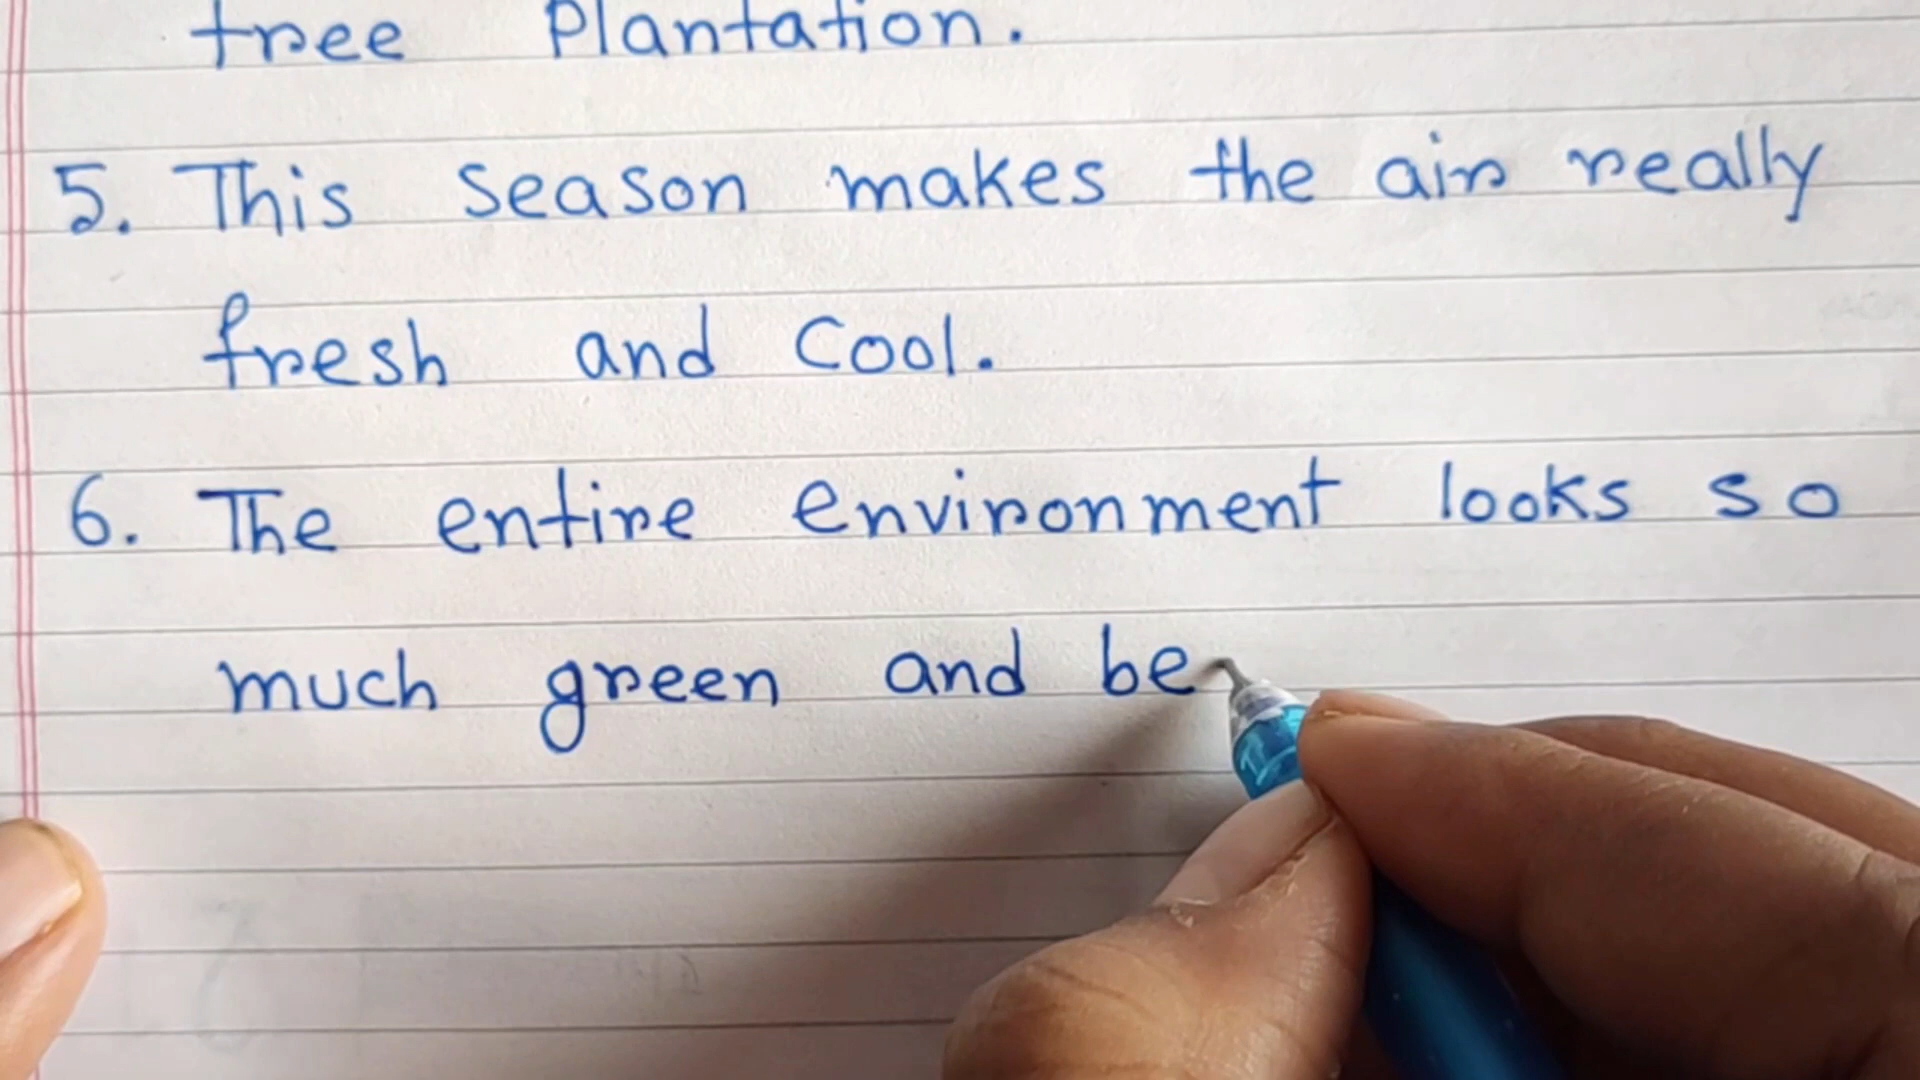 tree Plantation.
5. This season makes the air really
fresh and Cool.
6. The entire environment looks so
much green and be